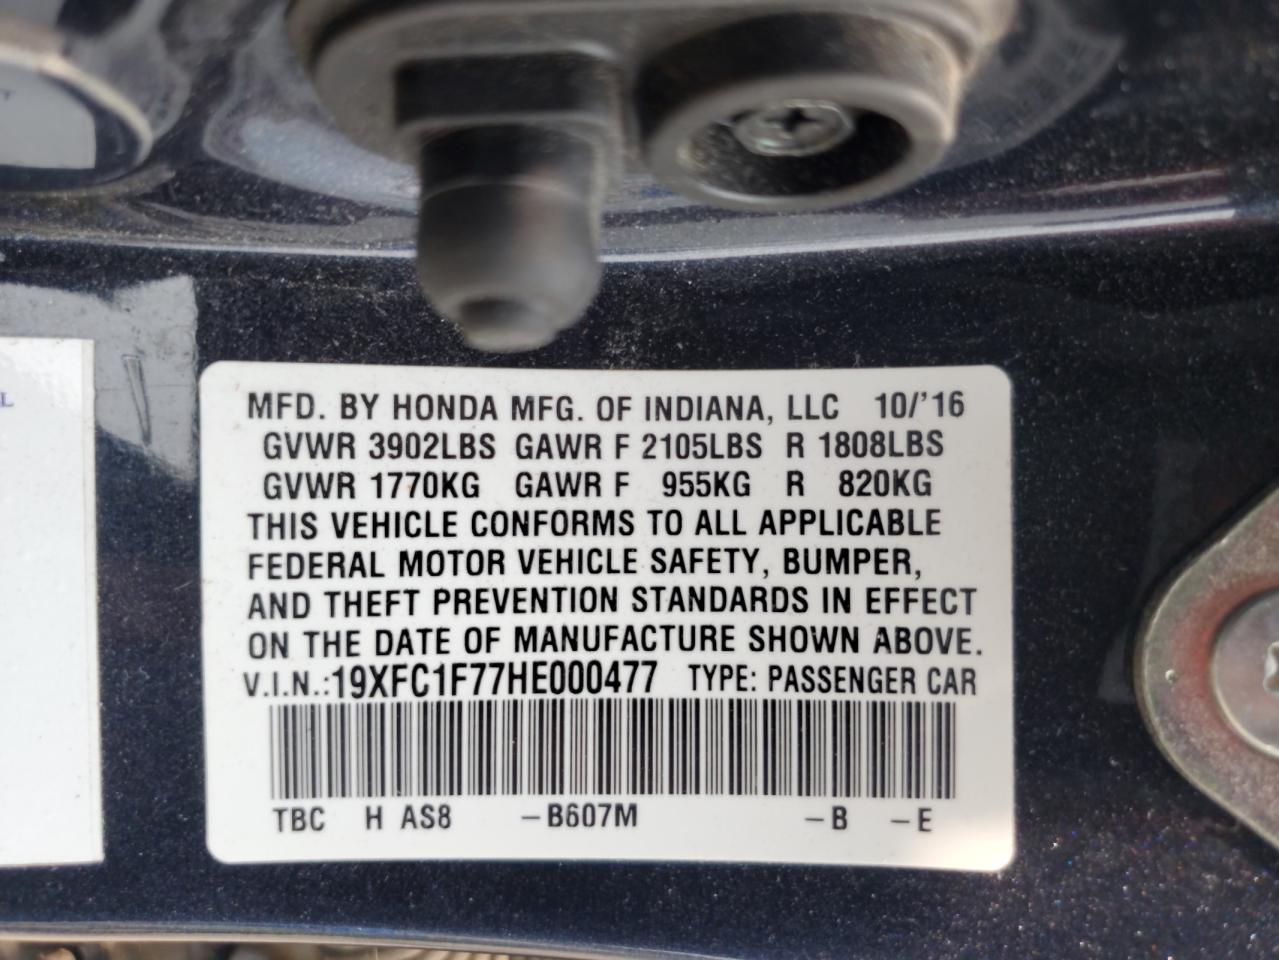 MFD. BY HONDA MFG. OF INDIANA, LLC 10/'16
GVWR 3902LBS GAWR F 2105LBS R 1808LBS
GVWR 1770KG GAWR F 955KG R 820KG
THIS VEHICLE CONFORMS TO ALL APPLICABLE
FEDERAL MOTOR VEHICLE SAFETY, BUMPER,
AND THEFT PREVENTION STANDARDS IN EFFECT
ON THE DATE OF MANUFACTURE SHOWN ABOVE.
V.I.N.:19XFC1F77HE000477 TYPE: PASSENGER CAR
TBC H AS8 -B607M -B -E